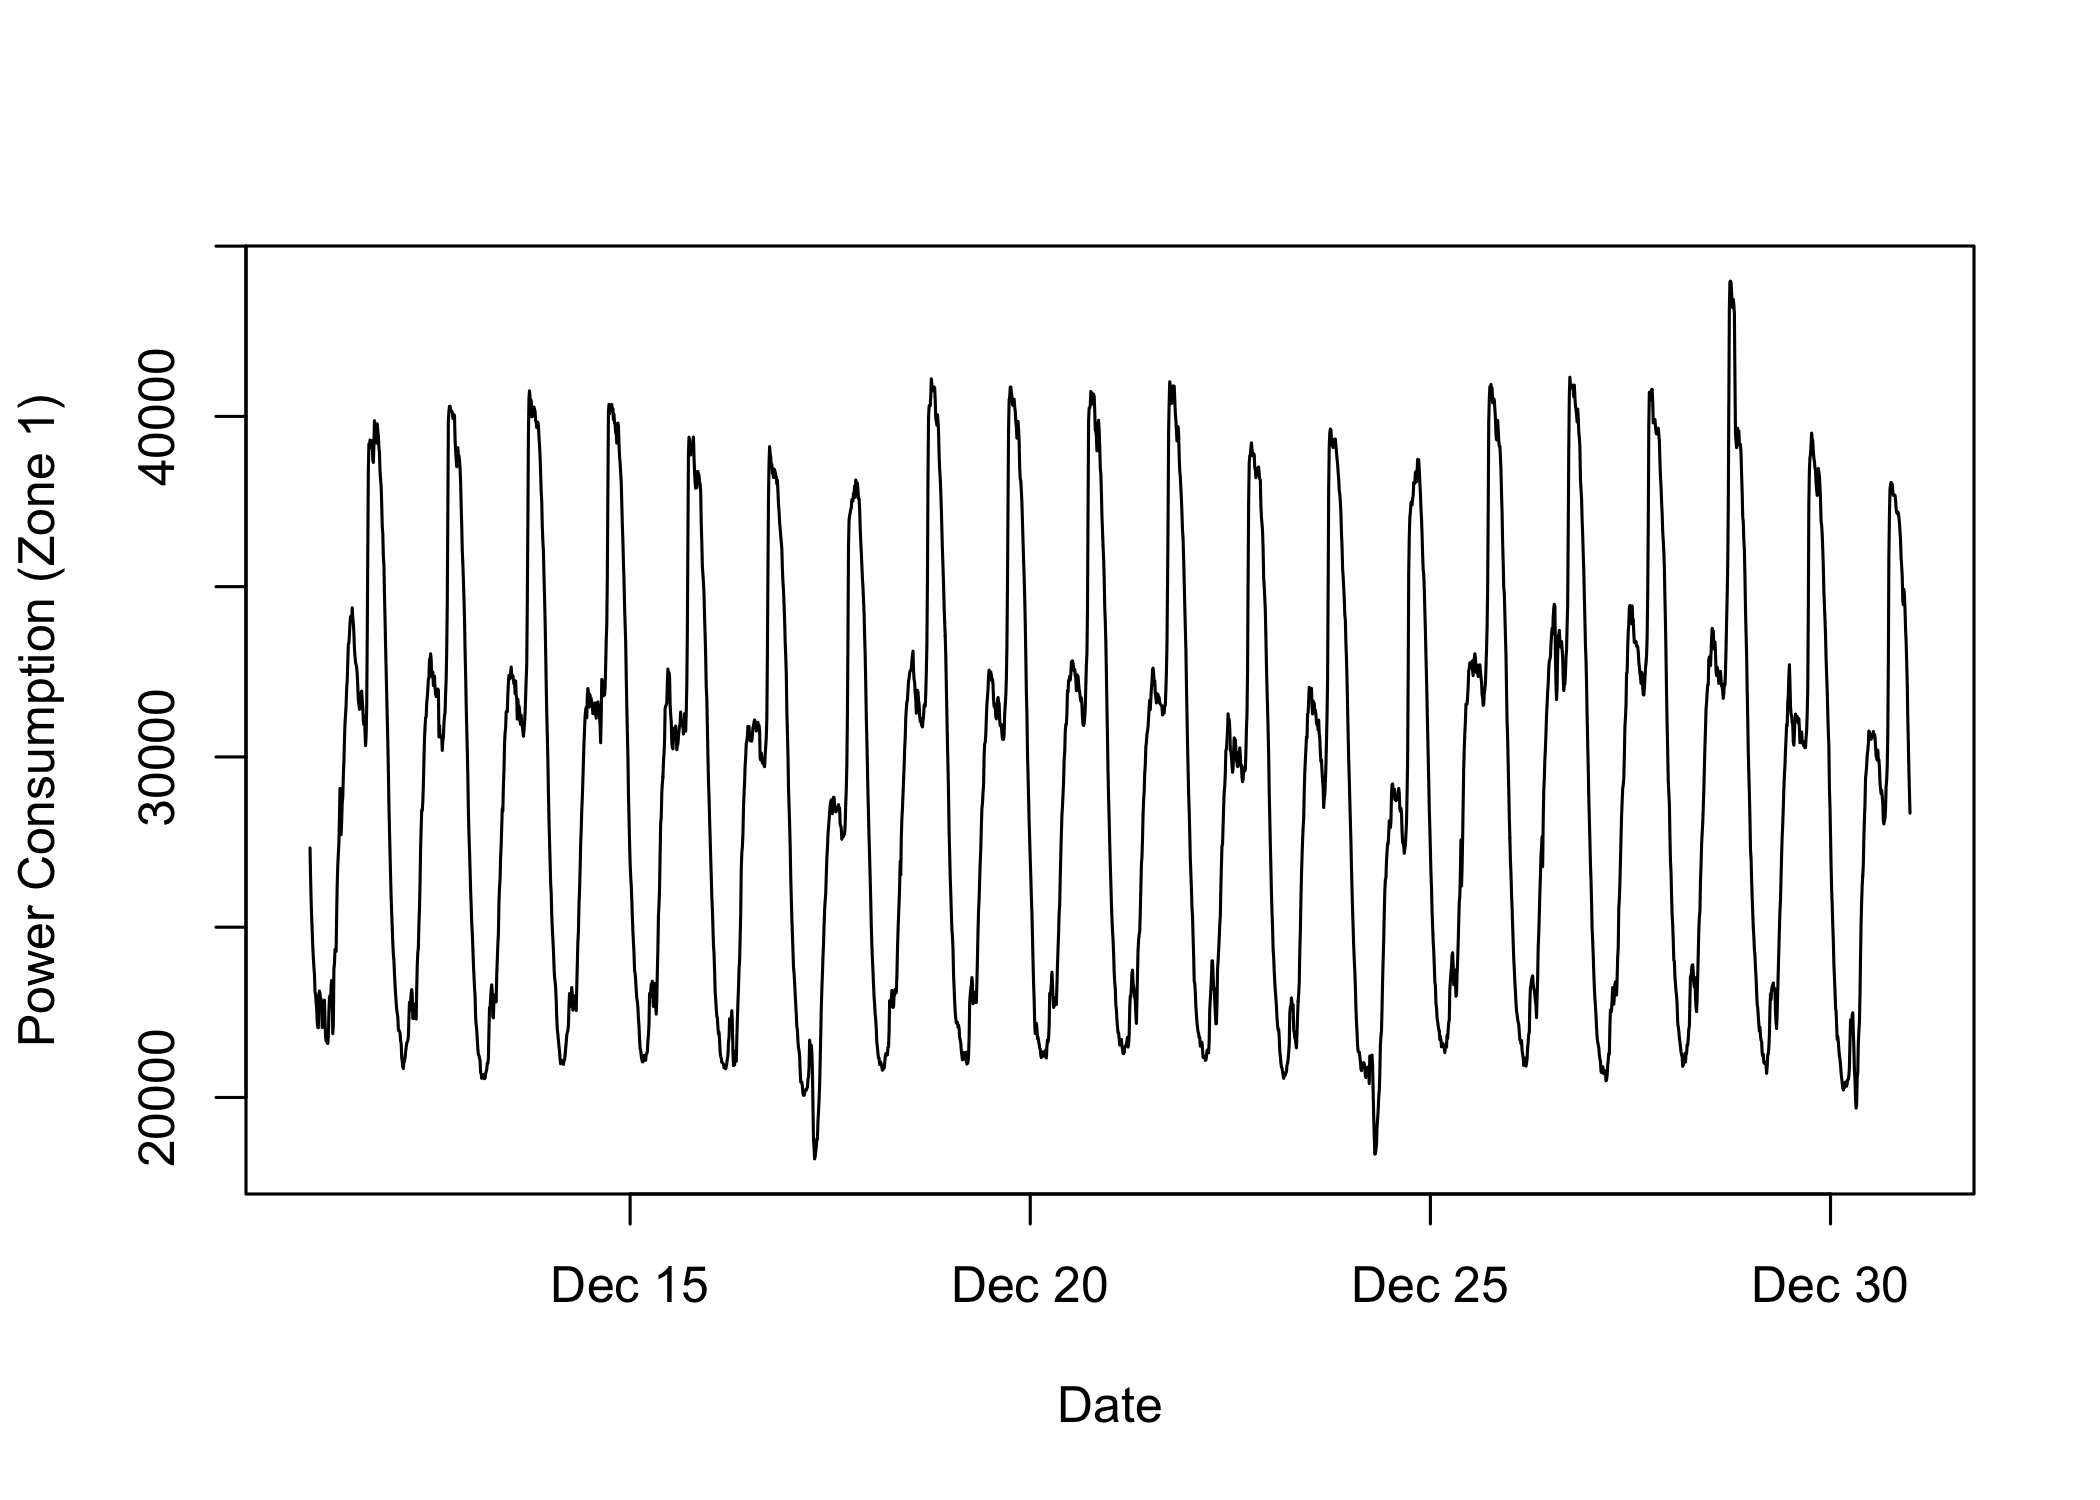 Power Consumption (Zone 1)
40000
30000
20000
Dec 15
Dec 20
Dec 25
Dec 30
Date